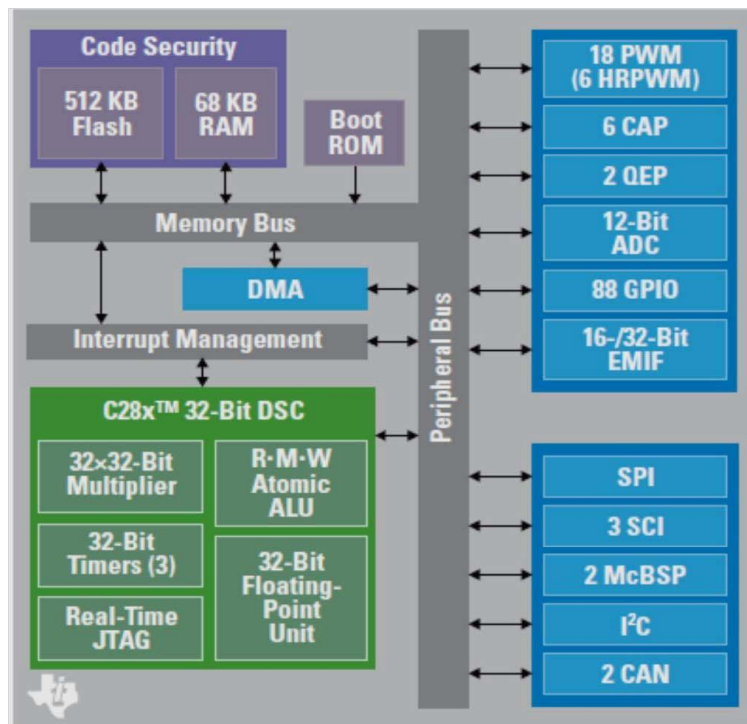 Code Security
512 KB
Flash
68 KB
RAM
Boot
ROM
Memory Bus
DMA
Interrupt Management
C28x™ 32-Bit DSC
32×32-Bit
Multiplier
R·M·W
Atomic
ALU
32-Bit
Timers (3)
32-Bit
Floating-
Point
Unit
Real-Time
JTAG
Peripheral Bus
18 PWM
(6 HRPWM)
6 CAP
2 QEP
12-Bit
ADC
88 GPIO
16-/32-Bit
EMIF
SPI
3 SCI
2 McBSP
I²C
2 CAN